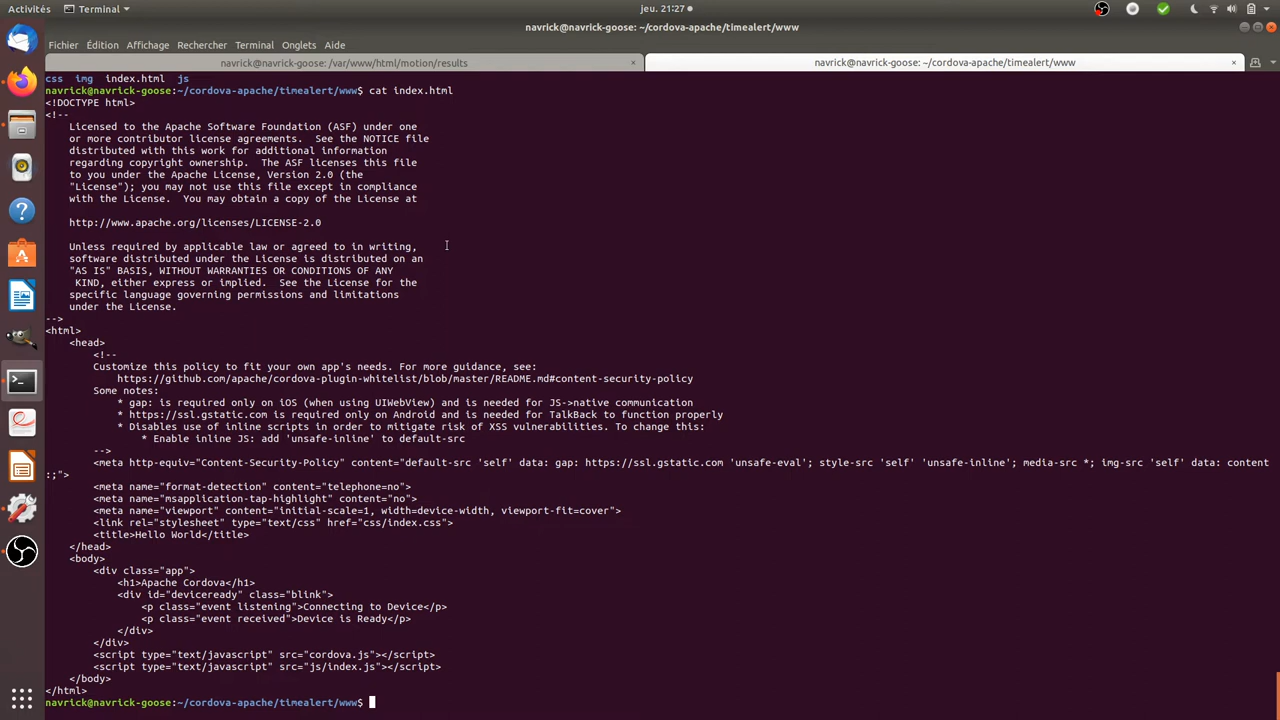 Activités
Terminal
jeu. 21:27
navrick@navrick-goose: ~/cordova-apache/timealert/www
Fichier Édition Affichage Rechercher Terminal Onglets Aide
navrick@navrick-goose: /var/www/html/motion/results × navrick@navrick-goose: ~/cordova-apache/timealert/www ×
css img index.html js
navrick@navrick-goose:~/cordova-apache/timealert/www$ cat index.html
<!DOCTYPE html>
<!--
    Licensed to the Apache Software Foundation (ASF) under one
    or more contributor license agreements.  See the NOTICE file
    distributed with this work for additional information
    regarding copyright ownership.  The ASF licenses this file
    to you under the Apache License, Version 2.0 (the
    "License"); you may not use this file except in compliance
    with the License.  You may obtain a copy of the License at

    http://www.apache.org/licenses/LICENSE-2.0

    Unless required by applicable law or agreed to in writing,
    software distributed under the License is distributed on an
    "AS IS" BASIS, WITHOUT WARRANTIES OR CONDITIONS OF ANY
     KIND, either express or implied.  See the License for the
    specific language governing permissions and limitations
    under the License.
-->
<html>
    <head>
        <!--
        Customize this policy to fit your own app's needs. For more guidance, see:
            https://github.com/apache/cordova-plugin-whitelist/blob/master/README.md#content-security-policy
        Some notes:
            * gap: is required only on iOS (when using UIWebView) and is needed for JS->native communication
            * https://ssl.gstatic.com is required only on Android and is needed for TalkBack to function properly
            * Disables use of inline scripts in order to mitigate risk of XSS vulnerabilities. To change this:
                * Enable inline JS: add 'unsafe-inline' to default-src
        -->
        <meta http-equiv="Content-Security-Policy" content="default-src 'self' data: gap: https://ssl.gstatic.com 'unsafe-eval'; style-src 'self' 'unsafe-inline'; media-src *; img-src 'self' data: content
:;">
        <meta name="format-detection" content="telephone=no">
        <meta name="msapplication-tap-highlight" content="no">
        <meta name="viewport" content="initial-scale=1, width=device-width, viewport-fit=cover">
        <link rel="stylesheet" type="text/css" href="css/index.css">
        <title>Hello World</title>
    </head>
    <body>
        <div class="app">
            <h1>Apache Cordova</h1>
            <div id="deviceready" class="blink">
                <p class="event listening">Connecting to Device</p>
                <p class="event received">Device is Ready</p>
            </div>
        </div>
        <script type="text/javascript" src="cordova.js"></script>
        <script type="text/javascript" src="js/index.js"></script>
    </body>
</html>
navrick@navrick-goose:~/cordova-apache/timealert/www$